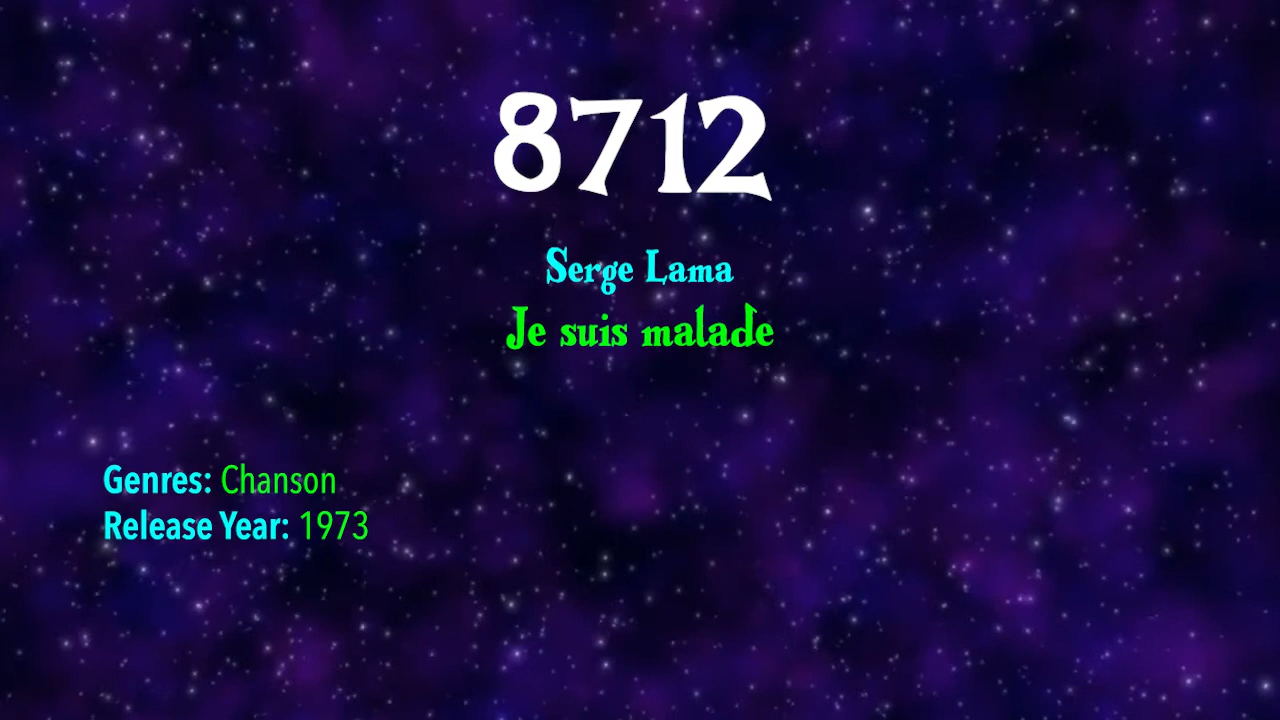 8712
Serge Lama
Je suis malade
Genres: Chanson
Release Year: 1973